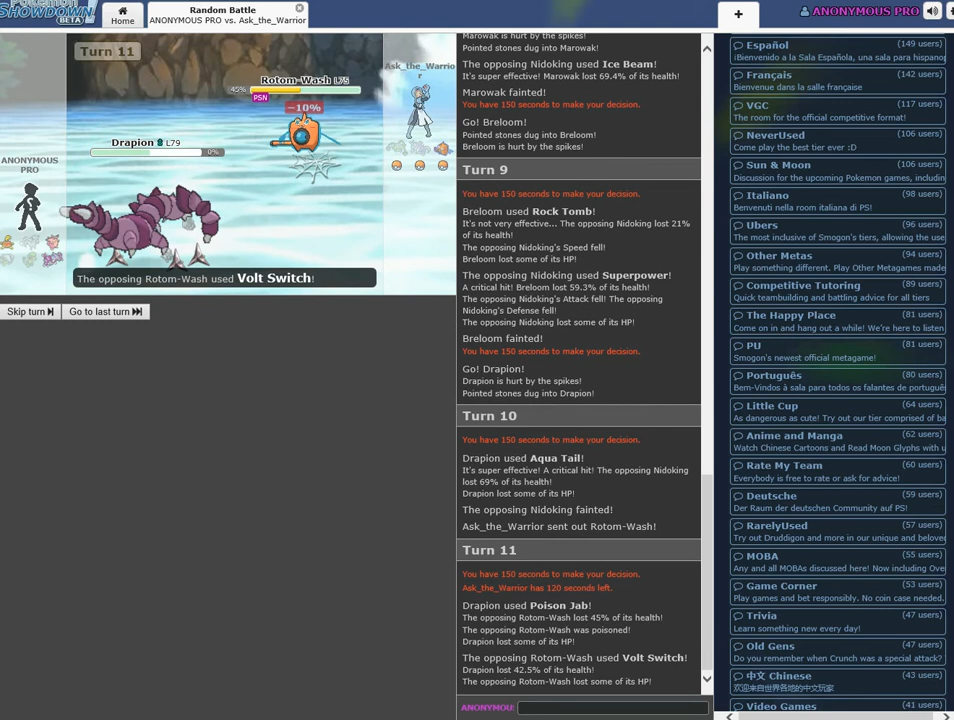 SHOWDOWN
BETA
Home
Random Battle
ANONYMOUS PRO vs. Ask_the_Warrior
+
ANONYMOUS PRO
Turn 11
Rotom-Wash L75
45%
PSN
−10%
Drapion L79
0%
Ask_the_Warrio
r
ANONYMOUS
PRO
The opposing Rotom-Wash used Volt Switch!
Skip turn
Go to last turn
Marowak is hurt by the spikes!
Pointed stones dug into Marowak!
The opposing Nidoking used Ice Beam!
It's super effective! Marowak lost 69.4% of its health!
Marowak fainted!
You have 150 seconds to make your decision.
Go! Breloom!
Pointed stones dug into Breloom!
Breloom is hurt by the spikes!
Turn 9
You have 150 seconds to make your decision.
Breloom used Rock Tomb!
It's not very effective... The opposing Nidoking lost 21%
of its health!
The opposing Nidoking's Speed fell!
Breloom lost some of its HP!
The opposing Nidoking used Superpower!
A critical hit! Breloom lost 59.3% of its health!
The opposing Nidoking's Attack fell! The opposing
Nidoking's Defense fell!
The opposing Nidoking lost some of its HP!
Breloom fainted!
You have 150 seconds to make your decision.
Go! Drapion!
Drapion is hurt by the spikes!
Pointed stones dug into Drapion!
Turn 10
You have 150 seconds to make your decision.
Drapion used Aqua Tail!
It's super effective! A critical hit! The opposing Nidoking
lost 69% of its health!
Drapion lost some of its HP!
The opposing Nidoking fainted!
Ask_the_Warrior sent out Rotom-Wash!
Turn 11
You have 150 seconds to make your decision.
Ask_the_Warrior has 120 seconds left.
Drapion used Poison Jab!
The opposing Rotom-Wash lost 45% of its health!
The opposing Rotom-Wash was poisoned!
Drapion lost some of its HP!
The opposing Rotom-Wash used Volt Switch!
Drapion lost 42.5% of its health!
The opposing Rotom-Wash lost some of its HP!
ANONYMOU:
Español (149 users)
¡Bienvenido a la Sala Española, una sala para hispano
Français (142 users)
Bienvenue dans la salle française
VGC (117 users)
The room for the official competitive format!
NeverUsed (106 users)
Come play the best tier ever :D
Sun & Moon (106 users)
Discussion for the upcoming Pokemon games, includin
Italiano (98 users)
Benvenuti nella room italiana di PS!
Ubers (96 users)
The most inclusive of Smogon's tiers, allowing the use
Other Metas (94 users)
Play something different. Play Other Metagames made
Competitive Tutoring (89 users)
Quick teambuilding and battling advice for all tiers
The Happy Place (81 users)
Come on in and hang out a while! We're here to listen
PU (81 users)
Smogon's newest official metagame!
Português (80 users)
Bem-Vindos à sala para todos os falantes de portuguê
Little Cup (64 users)
As dangerous as cute! Try out our tier comprised of ba
Anime and Manga (62 users)
Watch Chinese Cartoons and Read Moon Glyphs with u
Rate My Team (60 users)
Everybody is free to rate or ask for advice!
Deutsche (59 users)
Der Raum der deutschen Community auf PS!
RarelyUsed (57 users)
Try out Druddigon and more in our unique and belove
MOBA (55 users)
Any and all MOBAs discussed here! Now including Ove
Game Corner (53 users)
Play games and bet responsibly. No coin case needed.
Trivia (47 users)
Learn something new every day!
Old Gens (47 users)
Do you remember when Crunch was a special attack?
中文 Chinese (43 users)
欢迎来自世界各地的中文玩家
Video Games (41 users)